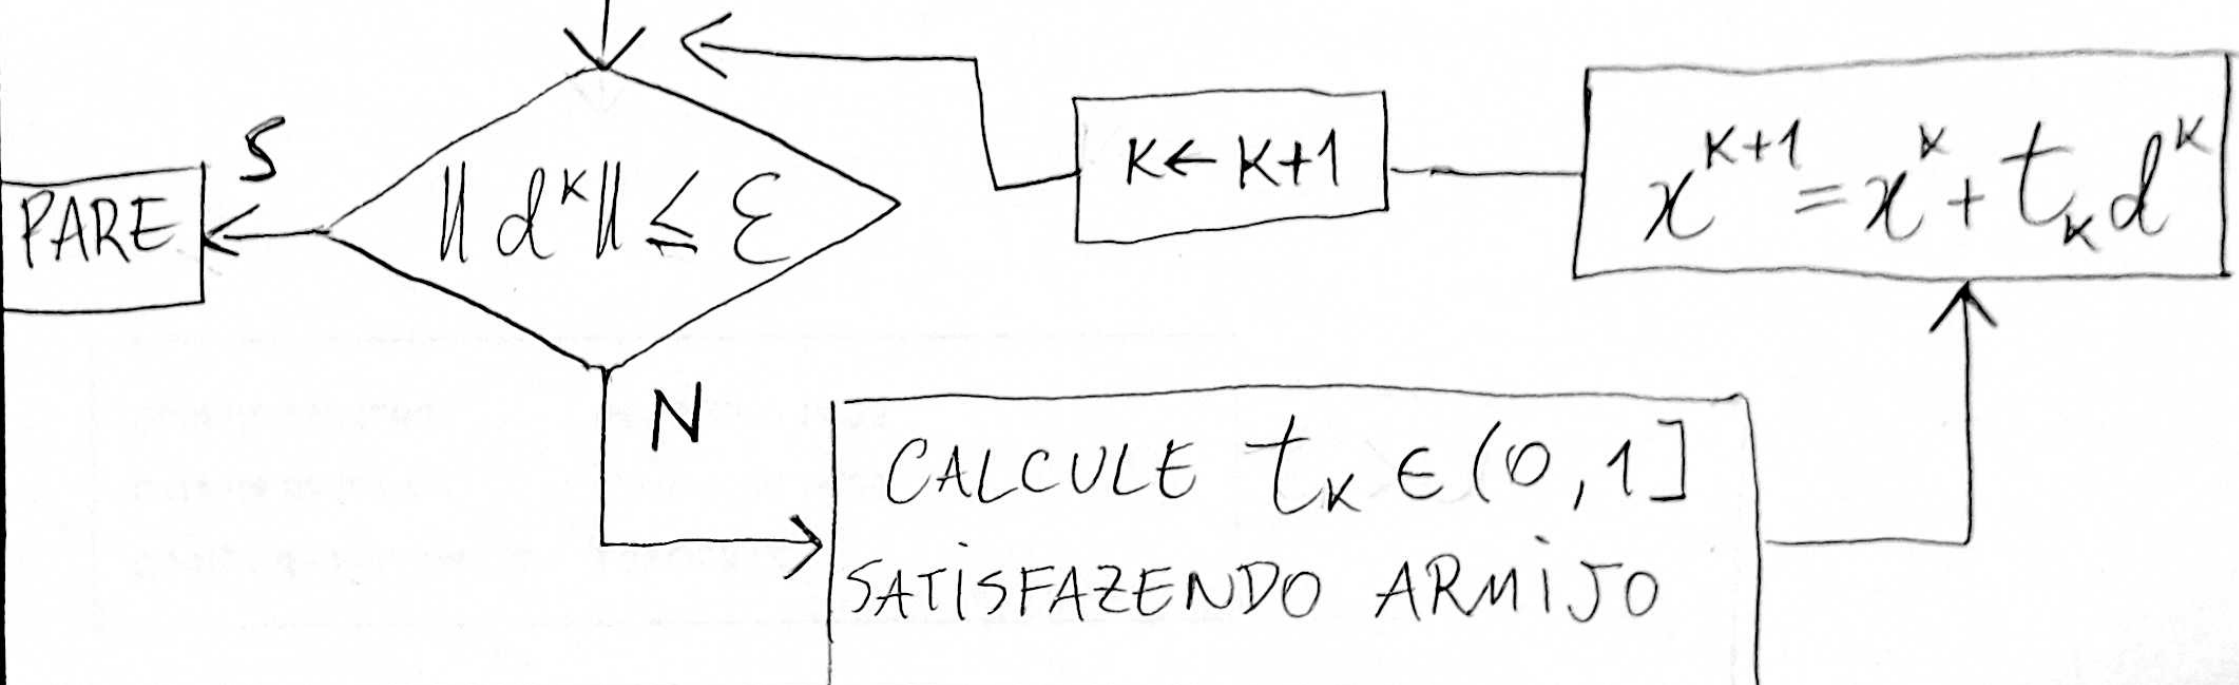 S
PARE
‖ d^k ‖ ≤ ε
K ← K+1
x^{K+1} = x^K + t_K d^K
N
CALCULE t_K ∈ (0,1]
SATISFAZENDO ARMIJO